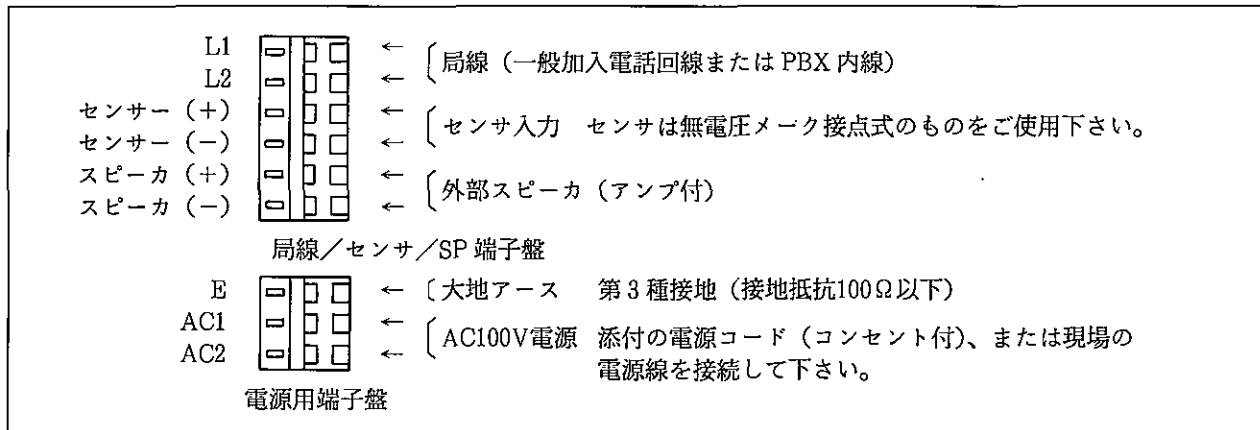 L1
L2
局線（一般加入電話回線またはPBX内線）
センサー（+）
センサー（−）
センサ入力　センサは無電圧メーク接点式のものをご使用下さい。
スピーカ（+）
スピーカ（−）
外部スピーカ（アンプ付）
局線／センサ／SP端子盤
E
大地アース　第3種接地（接地抵抗100Ω以下）
AC1
AC2
AC100V電源　添付の電源コード（コンセント付）、または現場の
電源線を接続して下さい。
電源用端子盤